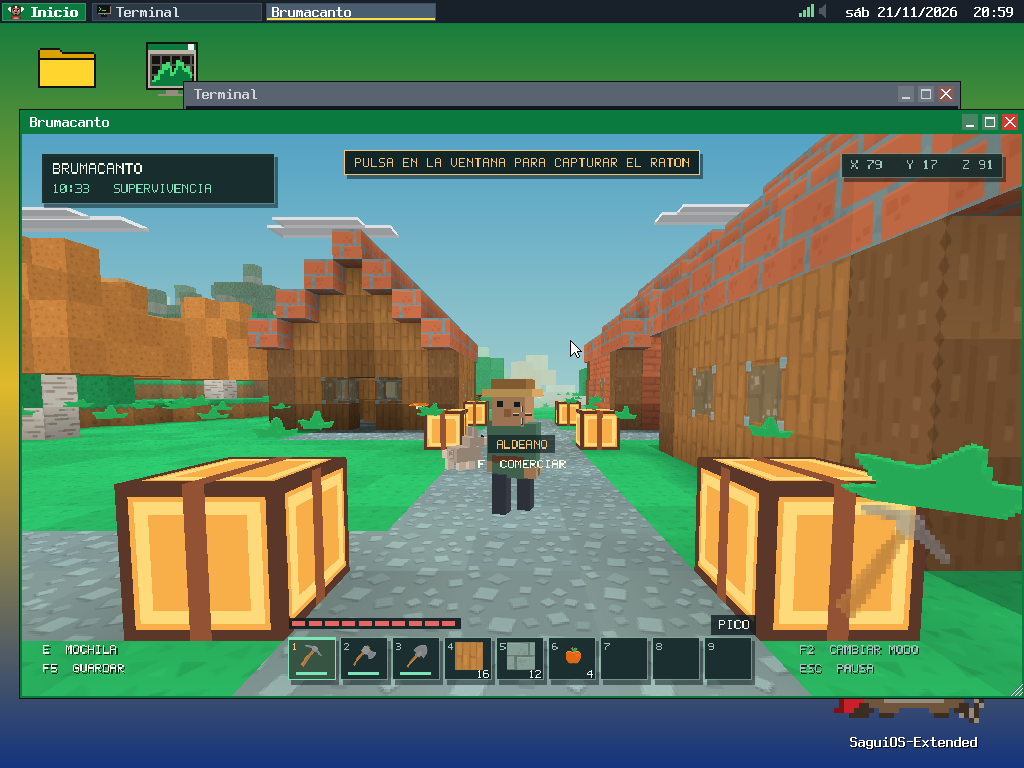 Inicio
Terminal
Brumacanto
sáb 21/11/2026 20:59
Terminal
Brumacanto
BRUMACANTO
10:33 SUPERVIVENCIA
PULSA EN LA VENTANA PARA CAPTURAR EL RATON
X 79 Y 17 Z 91
ALDEANO
F COMERCIAR
PICO
E MOCHILA
F5 GUARDAR
1 2 3 4 5 6 7 8 9
16 12 4
F2 CAMBIAR MODO
ESC PAUSA
SaguiOS-Extended